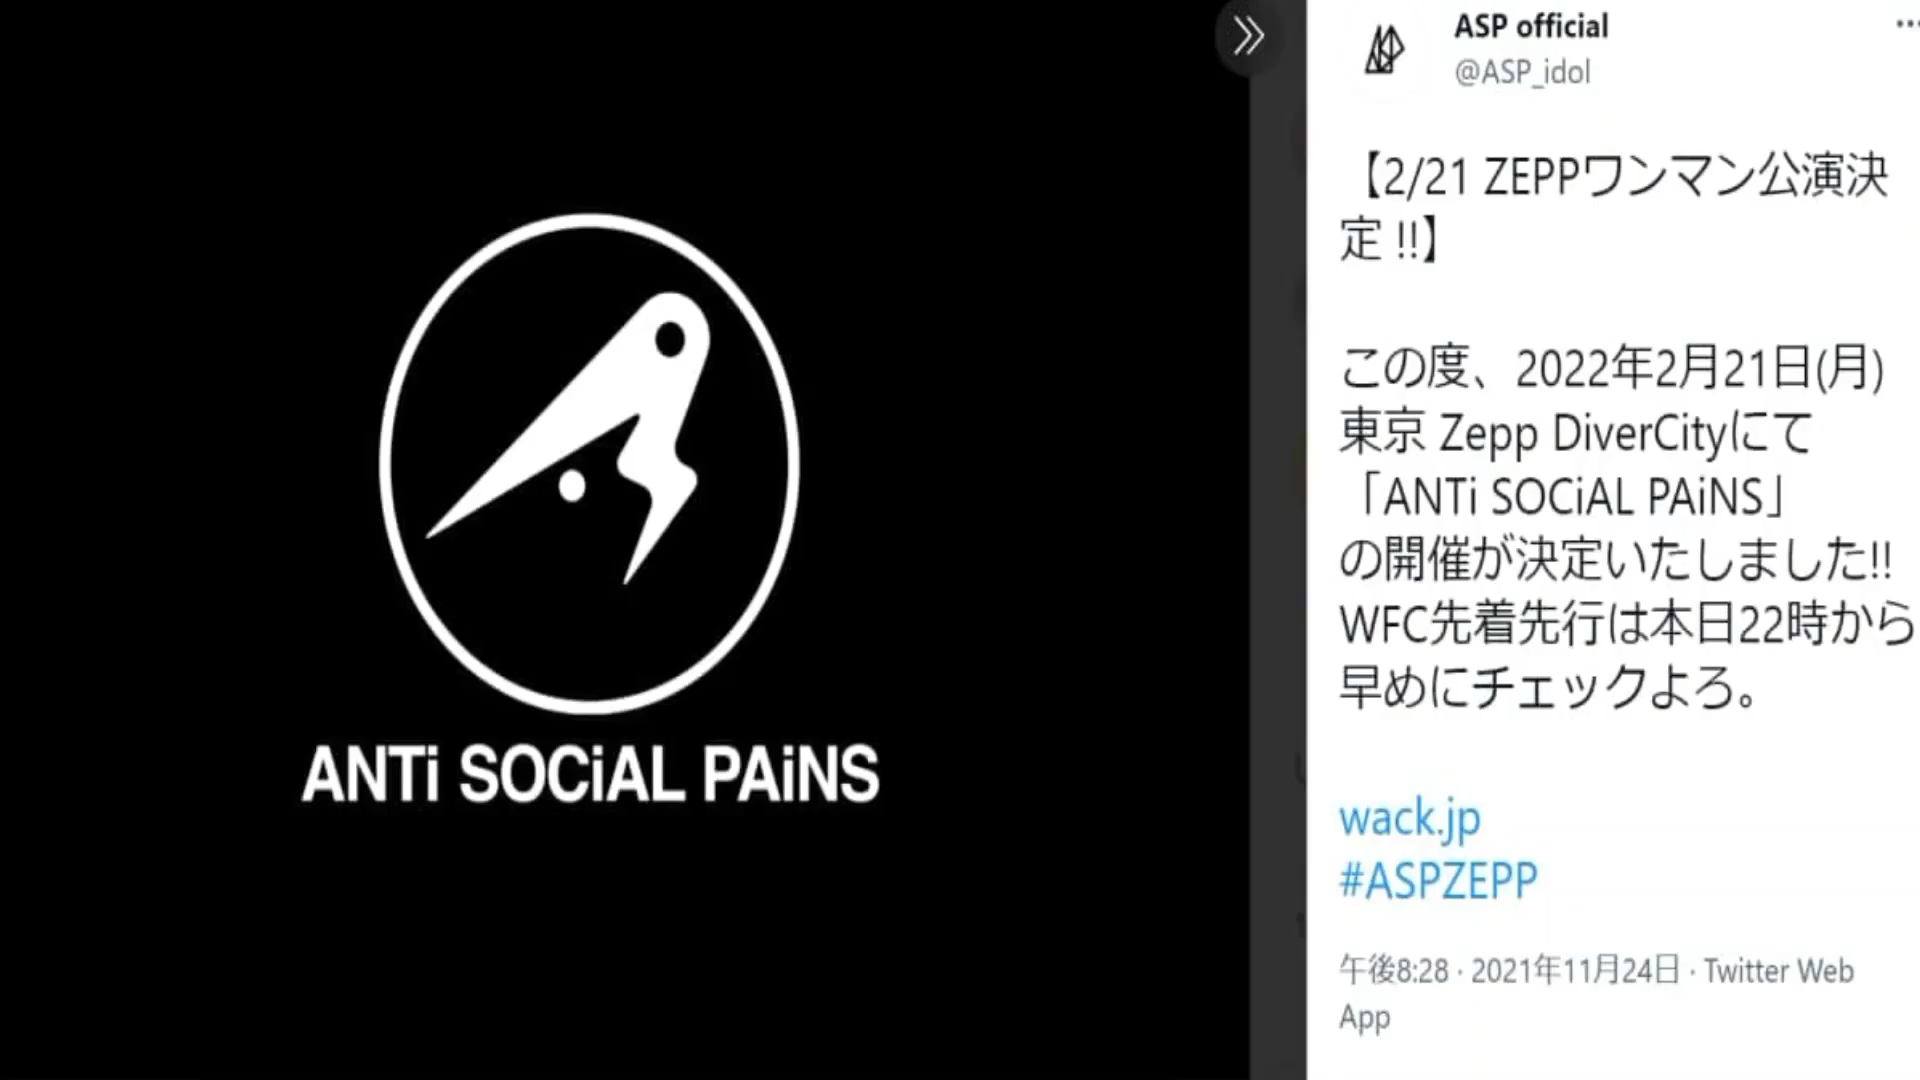 ANTi SOCiAL PAiNS
ASP official
@ASP_idol
【2/21 ZEPPワンマン公演決
定 !!】
この度、2022年2月21日(月)
東京 Zepp DiverCityにて
「ANTi SOCiAL PAiNS」
の開催が決定いたしました!!
WFC先着先行は本日22時から
早めにチェックよろ。
wack.jp
#ASPZEPP
午後8:28 · 2021年11月24日 · Twitter Web
App